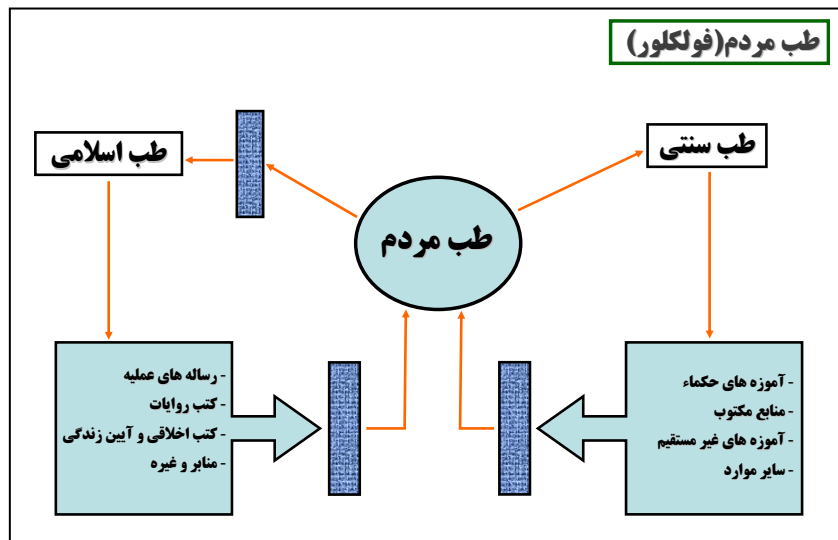 طب مردم(فولکلور)
طب سنتی
طب اسلامی
طب مردم
- آموزه های حکماء
- منابع مکتوب
- آموزه های غیر مستقیم
- سایر موارد
- رساله های عملیه
- کتب روایات
- کتب اخلاقی و آیین زندگی
- منابر و غیره